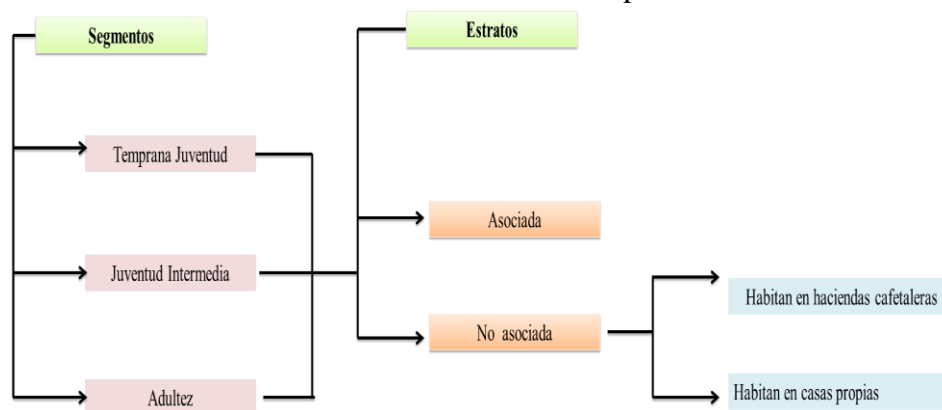 Segmentos
Estratos
Temprana Juventud
Asociada
Juventud Intermedia
Habitan en haciendas cafetaleras
No asociada
Adultez
Habitan en casas propias